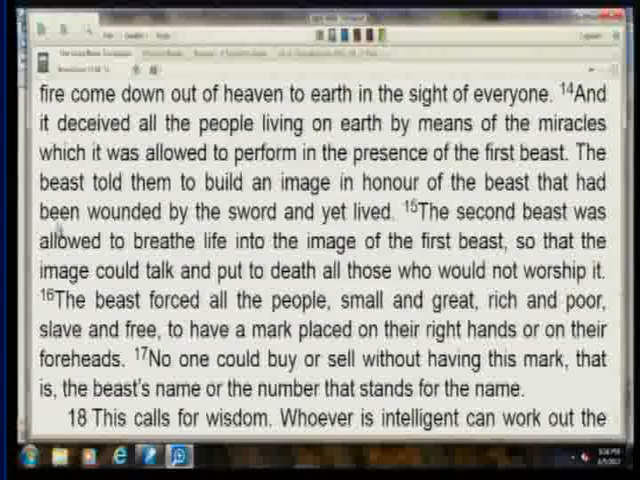 fire come down out of heaven to earth in the sight of everyone. 14And
it deceived all the people living on earth by means of the miracles
which it was allowed to perform in the presence of the first beast. The
beast told them to build an image in honour of the beast that had
been wounded by the sword and yet lived. 15The second beast was
allowed to breathe life into the image of the first beast, so that the
image could talk and put to death all those who would not worship it.
16The beast forced all the people, small and great, rich and poor,
slave and free, to have a mark placed on their right hands or on their
foreheads. 17No one could buy or sell without having this mark, that
is, the beast's name or the number that stands for the name.
18 This calls for wisdom. Whoever is intelligent can work out the